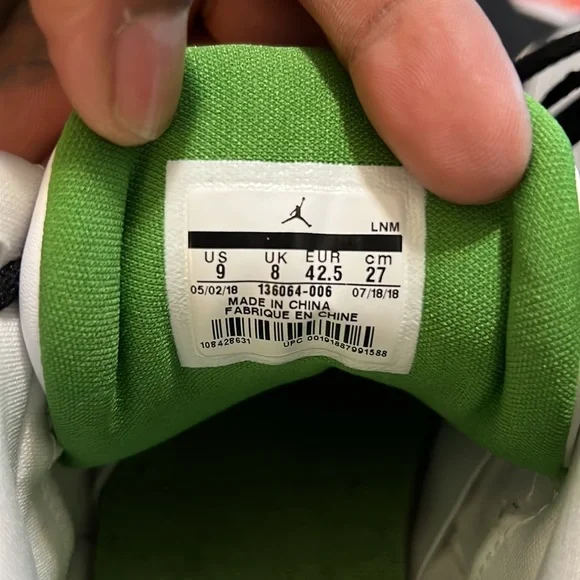 LNM
US UK EUR cm
9 8 42.5 27
05/02/18 136064-006 07/18/18
MADE IN CHINA
FABRIQUE EN CHINE
108428631 UPC 00191887991588